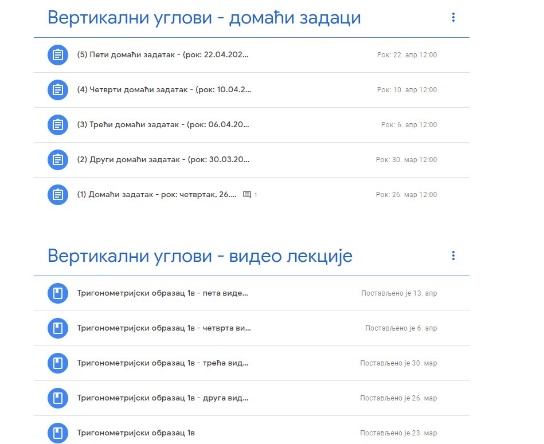 Вертикални углови - домаћи задаци
(5) Пети домаћи задатак - (рок: 22.04.202... Рок: 22. апр 12:00
(4) Четврти домаћи задатак - (рок: 10.04.2... Рок: 10. апр 12:00
(3) Трећи домаћи задатак - (рок: 06.04.20... Рок: 6. апр 12:00
(2) Други домаћи задатак - (рок: 30.03.20... Рок: 30. мар 12:00
(1) Домаћи задатак - рок: четвртак, 26.... 1 Рок: 26. мар 12:00
Вертикални углови - видео лекције
Тригонометријски образац 1в - пета виде... Постављено је 13. апр
Тригонометријски образац 1в - четврта ви... Постављено је 6. апр
Тригонометријски образац 1в - трећа вид... Постављено је 30. мар
Тригонометријски образац 1в - друга вид... Постављено је 26. мар
Тригонометријски образац 1в Постављено је 23. мар